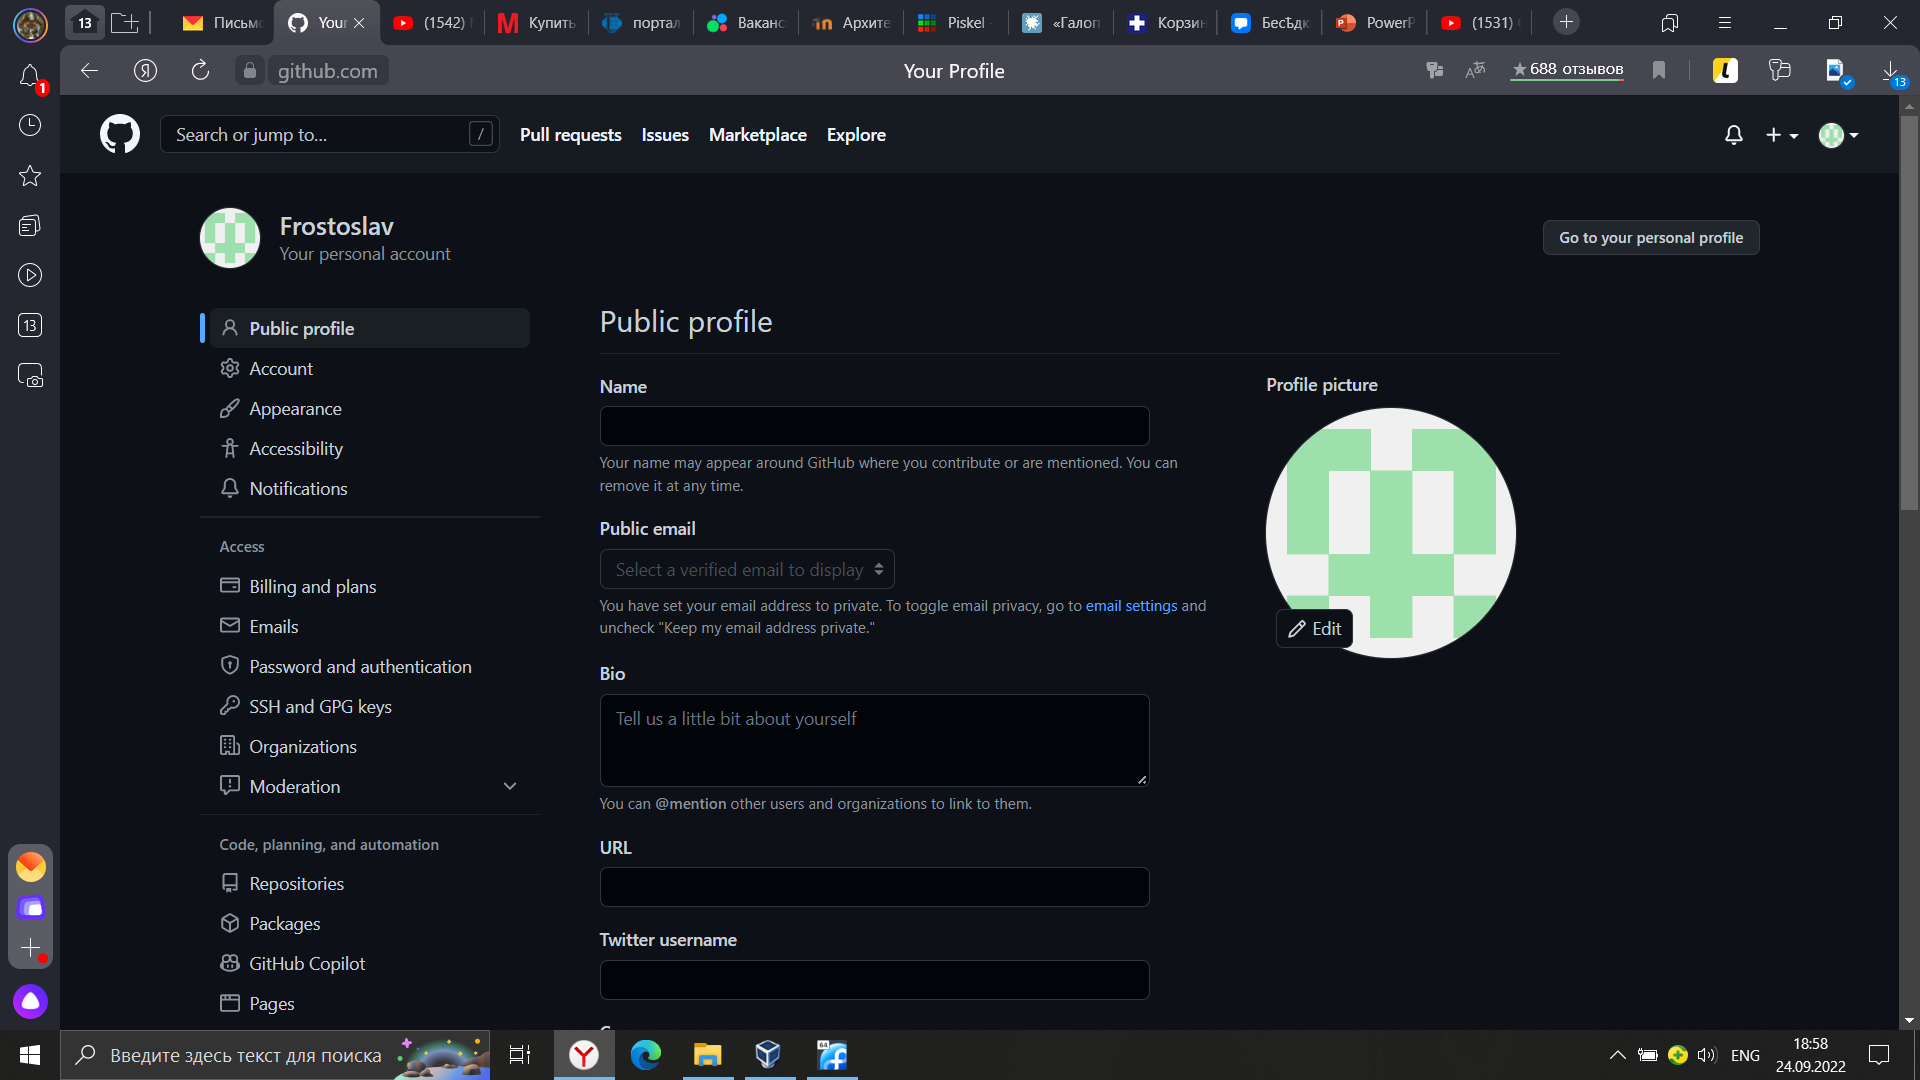 13
Письмо
Your
(1542)
Купить
портал
Ваканс
Архите
Piskel
«Галоп
Корзин
Бесѣдк
PowerP
(1531)
1
Я
github.com
Your Profile
★688 отзывов
13
Search or jump to...
/
Pull requests
Issues
Marketplace
Explore
13
Frostoslav
Your personal account
Go to your personal profile
Public profile
Account
Appearance
Accessibility
Notifications
Access
Billing and plans
Emails
Password and authentication
SSH and GPG keys
Organizations
Moderation
Code, planning, and automation
Repositories
Packages
GitHub Copilot
Pages
Public profile
Name
Your name may appear around GitHub where you contribute or are mentioned. You can
remove it at any time.
Public email
Select a verified email to display
You have set your email address to private. To toggle email privacy, go to email settings and
uncheck "Keep my email address private."
Bio
Tell us a little bit about yourself
You can @mention other users and organizations to link to them.
URL
Twitter username
Profile picture
Edit
Введите здесь текст для поиска
64
ENG
18:58
24.09.2022